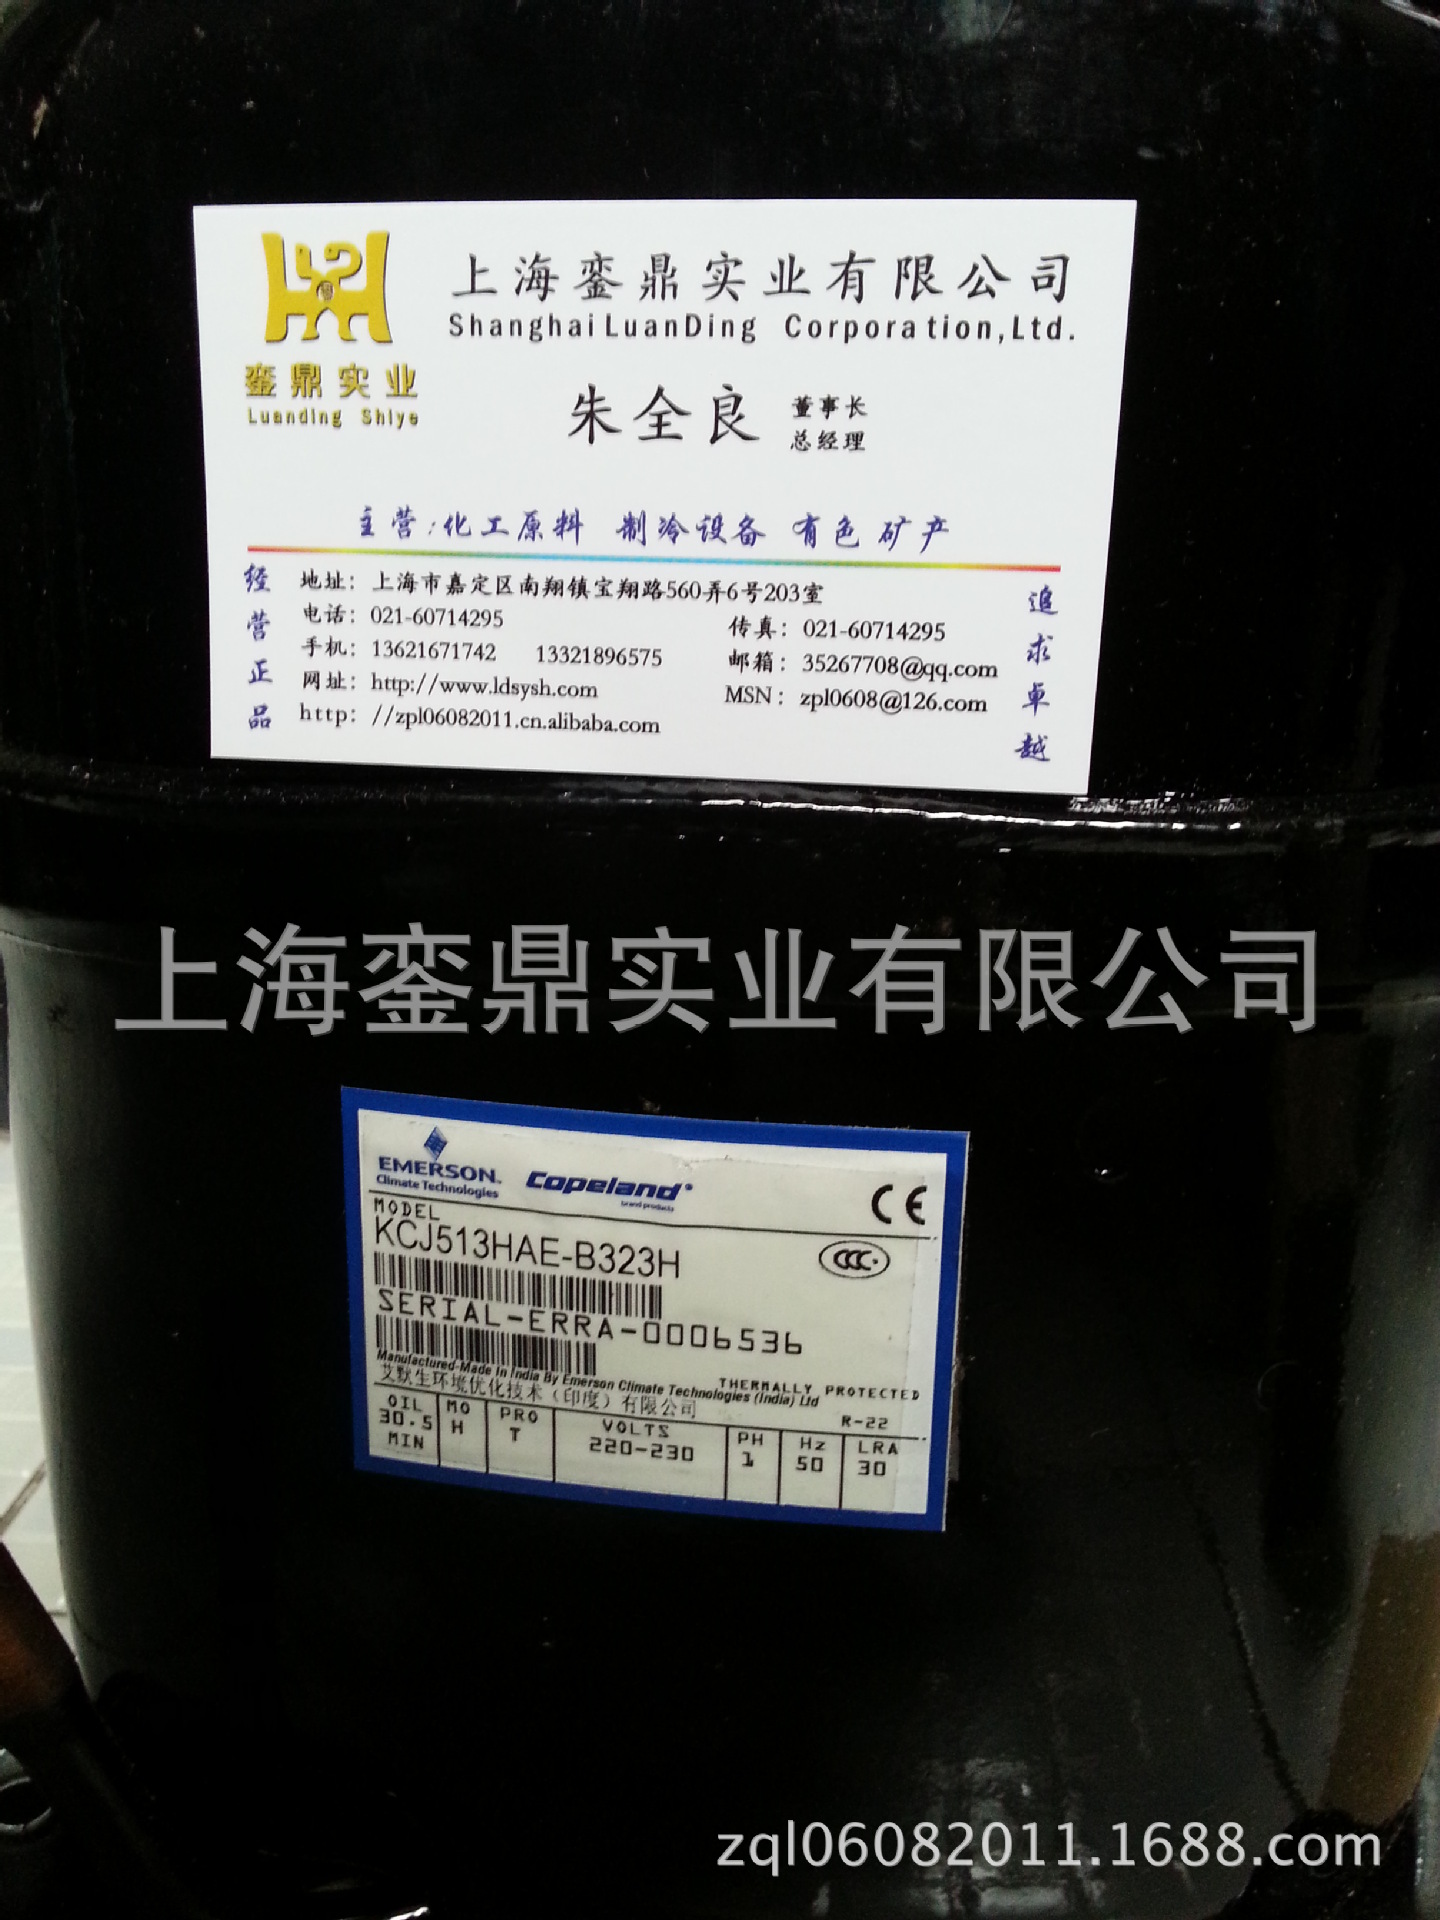 上海銮鼎实业有限公司
ShanghaiLuanDing Corporation,Ltd.
銮鼎实业
Luanding Shiye
朱全良 董事长
总经理
主营:化工原料 制冷设备 有色矿产
经营正品
追求卓越
地址: 上海市嘉定区南翔镇宝翔路560弄6号203室
电话: 021-60714295 传真: 021-60714295
手机: 13621671742 13321896575 邮箱: 35267708@qq.com
网址: http://www.ldsysh.com MSN: zpl0608@126.com
http: //zpl06082011.cn.alibaba.com
上海銮鼎实业有限公司
EMERSON. Copeland®
Climate Technologies brand products
CE
MODEL
KCJ513HAE-B323H
CCC
SERIAL-ERRA-0006536
Manufactured-Made In India By Emerson Climate Technologies (India) Ltd
THERMALLY PROTECTED
艾默生环境优化技术(印度)有限公司
R-22
OIL MO PRO VOLTS PH Hz LRA
30.5 H T 220-230 1 50 30
MIN
zql06082011.1688.com